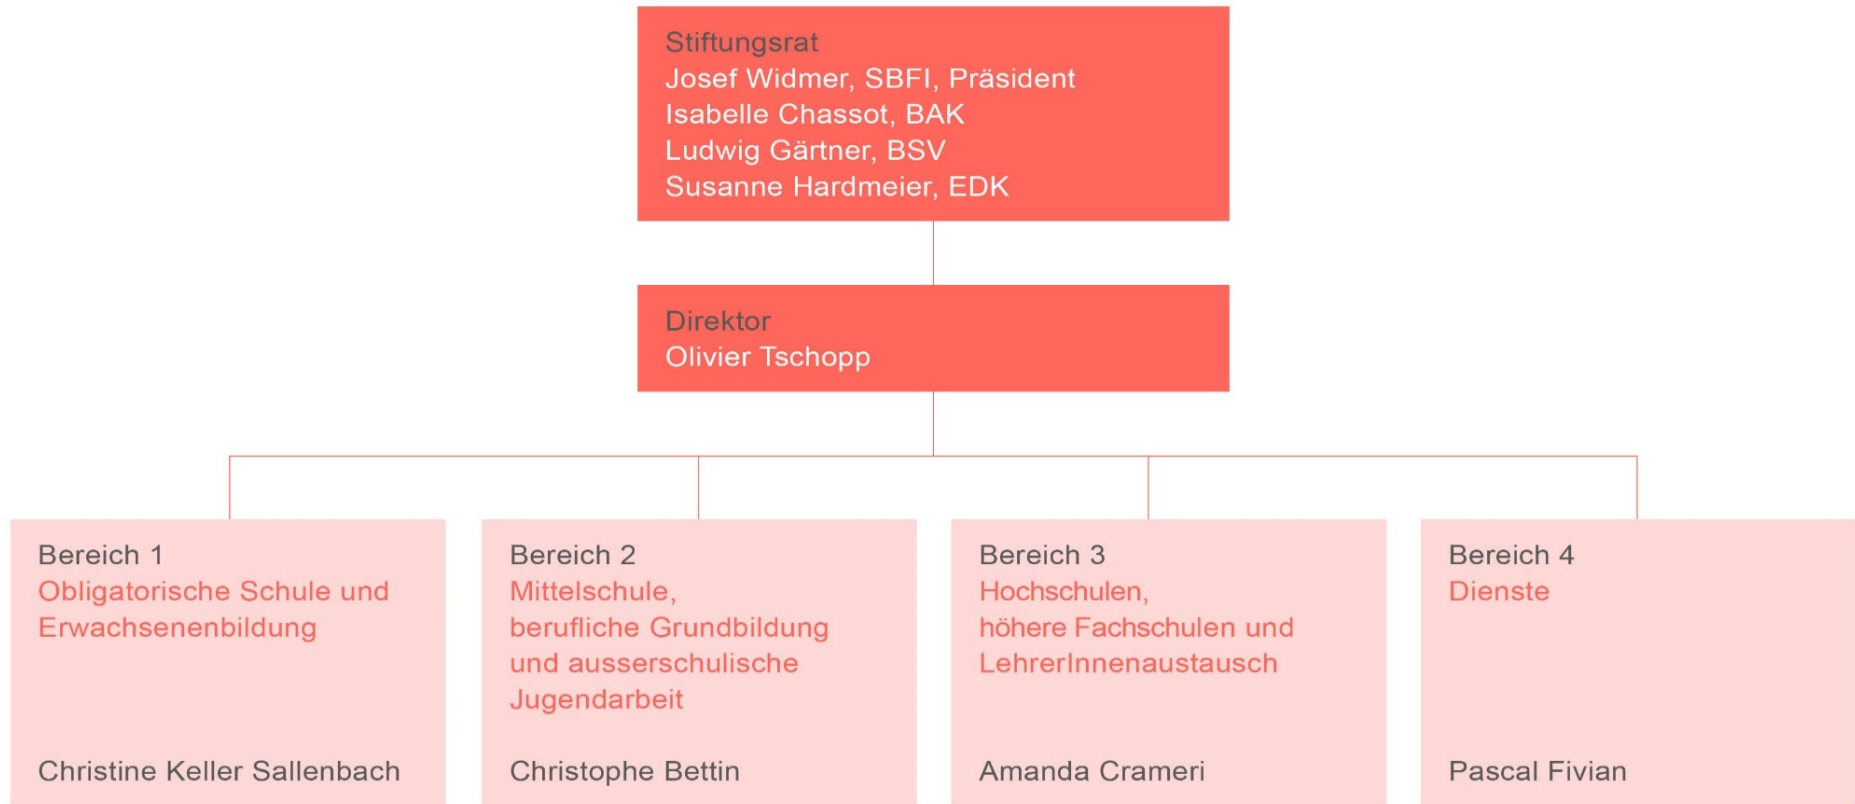 Stiftungsrat
Josef Widmer, SBFI, Präsident
Isabelle Chassot, BAK
Ludwig Gärtner, BSV
Susanne Hardmeier, EDK
Direktor
Olivier Tschopp
Bereich 1
Obligatorische Schule und
Erwachsenenbildung
Christine Keller Sallenbach
Bereich 2
Mittelschule,
berufliche Grundbildung
und ausserschulische
Jugendarbeit
Christophe Bettin
Bereich 3
Hochschulen,
höhere Fachschulen und
LehrerInnenaustausch
Amanda Crameri
Bereich 4
Dienste
Pascal Fivian